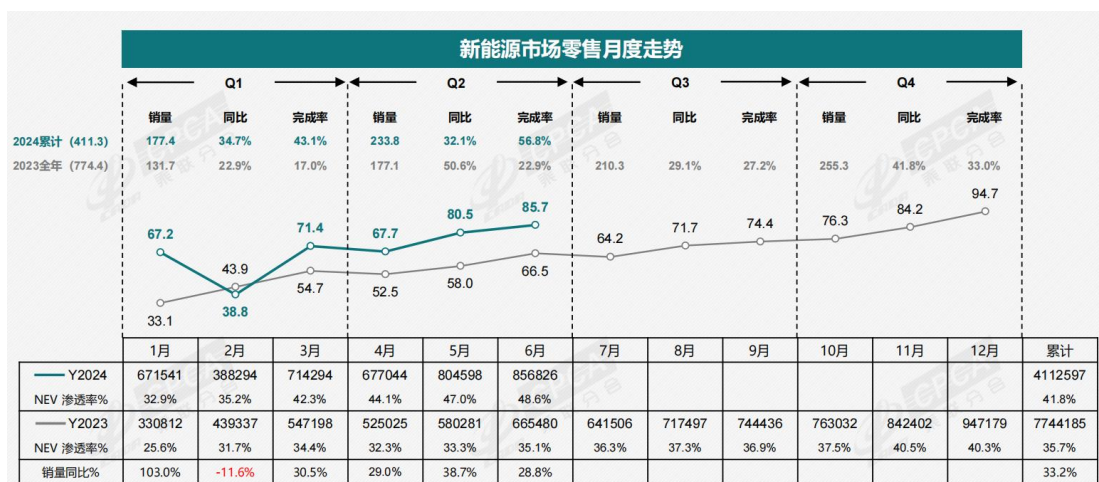 新能源市场零售月度走势
Q1 Q2 Q3 Q4
销量 同比 完成率 销量 同比 完成率 销量 同比 完成率 销量 同比 完成率
2024累计 (411.3) 177.4 34.7% 43.1% 233.8 32.1% 56.8%
2023全年 (774.4) 131.7 22.9% 17.0% 177.1 50.6% 22.9% 210.3 29.1% 27.2% 255.3 41.8% 33.0%
67.2 38.8 71.4 67.7 80.5 85.7
33.1 43.9 54.7 52.5 58.0 66.5 64.2 71.7 74.4 76.3 84.2 94.7
1月 2月 3月 4月 5月 6月 7月 8月 9月 10月 11月 12月 累计
Y2024 671541 388294 714294 677044 804598 856826 4112597
NEV 渗透率% 32.9% 35.2% 42.3% 44.1% 47.0% 48.6% 41.8%
Y2023 330812 439337 547198 525025 580281 665480 641506 717497 744436 763032 842402 947179 7744185
NEV 渗透率% 25.6% 31.7% 34.4% 32.3% 33.3% 35.1% 36.3% 37.3% 36.9% 37.5% 40.5% 40.3% 35.7%
销量同比% 103.0% -11.6% 30.5% 29.0% 38.7% 28.8% 33.2%
CPCA
乘联分会